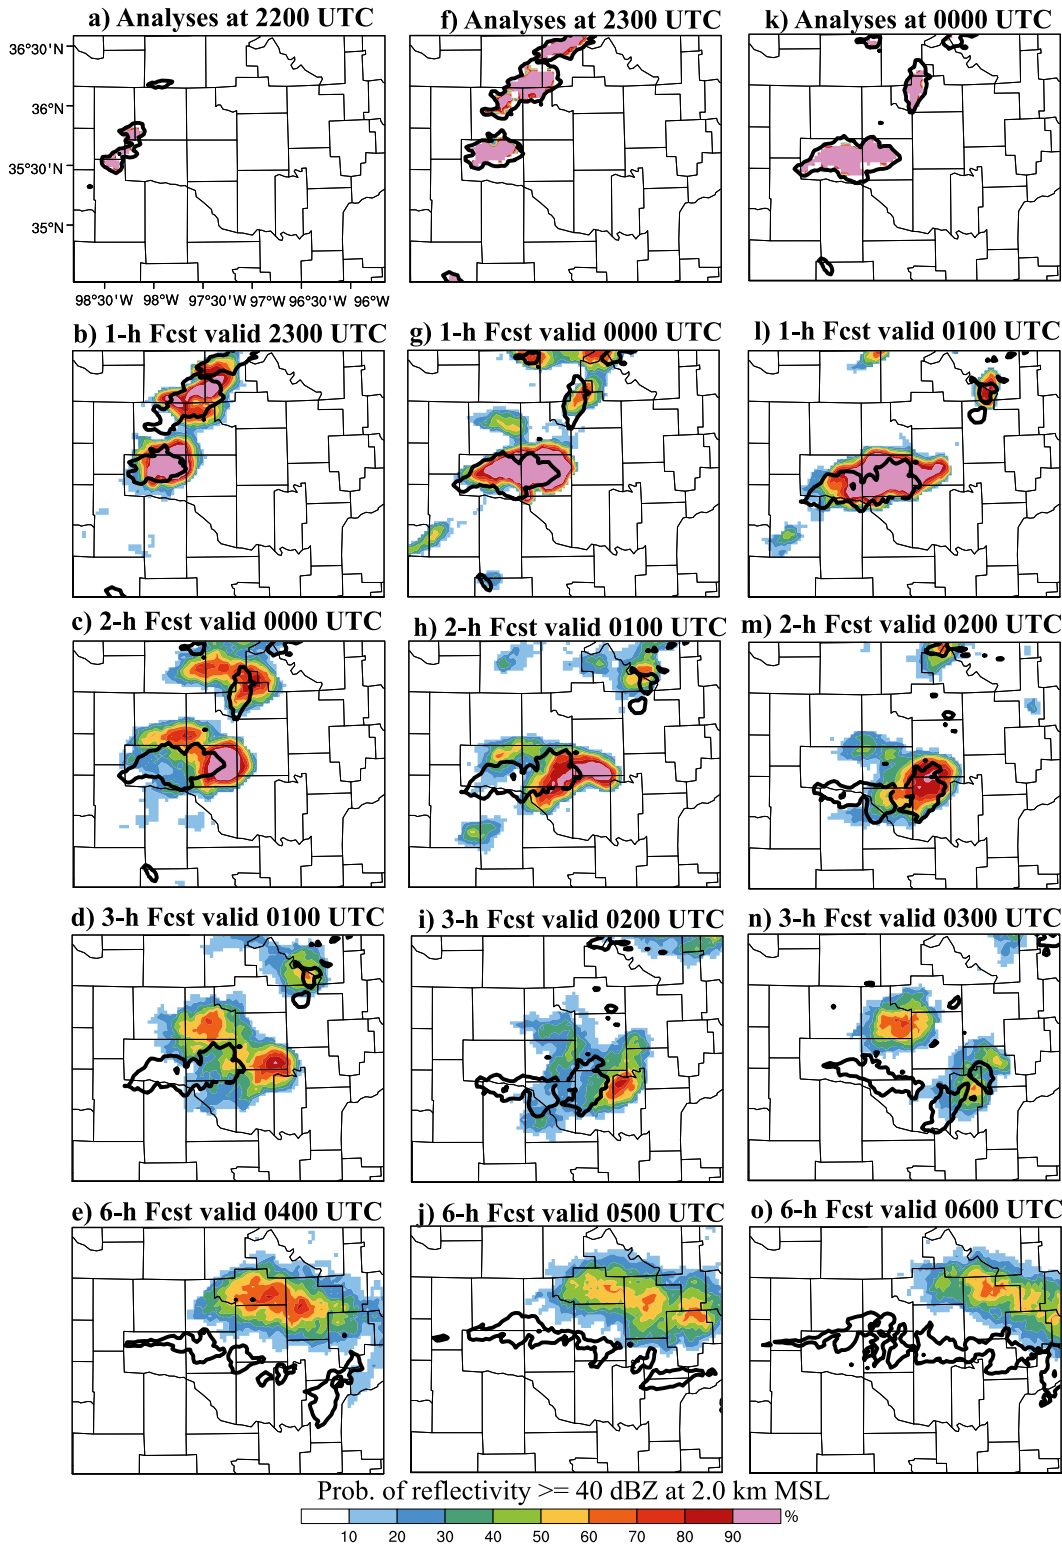 a) Analyses at 2200 UTC
f) Analyses at 2300 UTC
k) Analyses at 0000 UTC
36°30'N
36°N
35°30'N
35°N
98°30'W 98°W 97°30'W 97°W 96°30'W 96°W
b) 1-h Fcst valid 2300 UTC
g) 1-h Fcst valid 0000 UTC
l) 1-h Fcst valid 0100 UTC
c) 2-h Fcst valid 0000 UTC
h) 2-h Fcst valid 0100 UTC
m) 2-h Fcst valid 0200 UTC
d) 3-h Fcst valid 0100 UTC
i) 3-h Fcst valid 0200 UTC
n) 3-h Fcst valid 0300 UTC
e) 6-h Fcst valid 0400 UTC
j) 6-h Fcst valid 0500 UTC
o) 6-h Fcst valid 0600 UTC
Prob. of reflectivity >= 40 dBZ at 2.0 km MSL
%
10 20 30 40 50 60 70 80 90